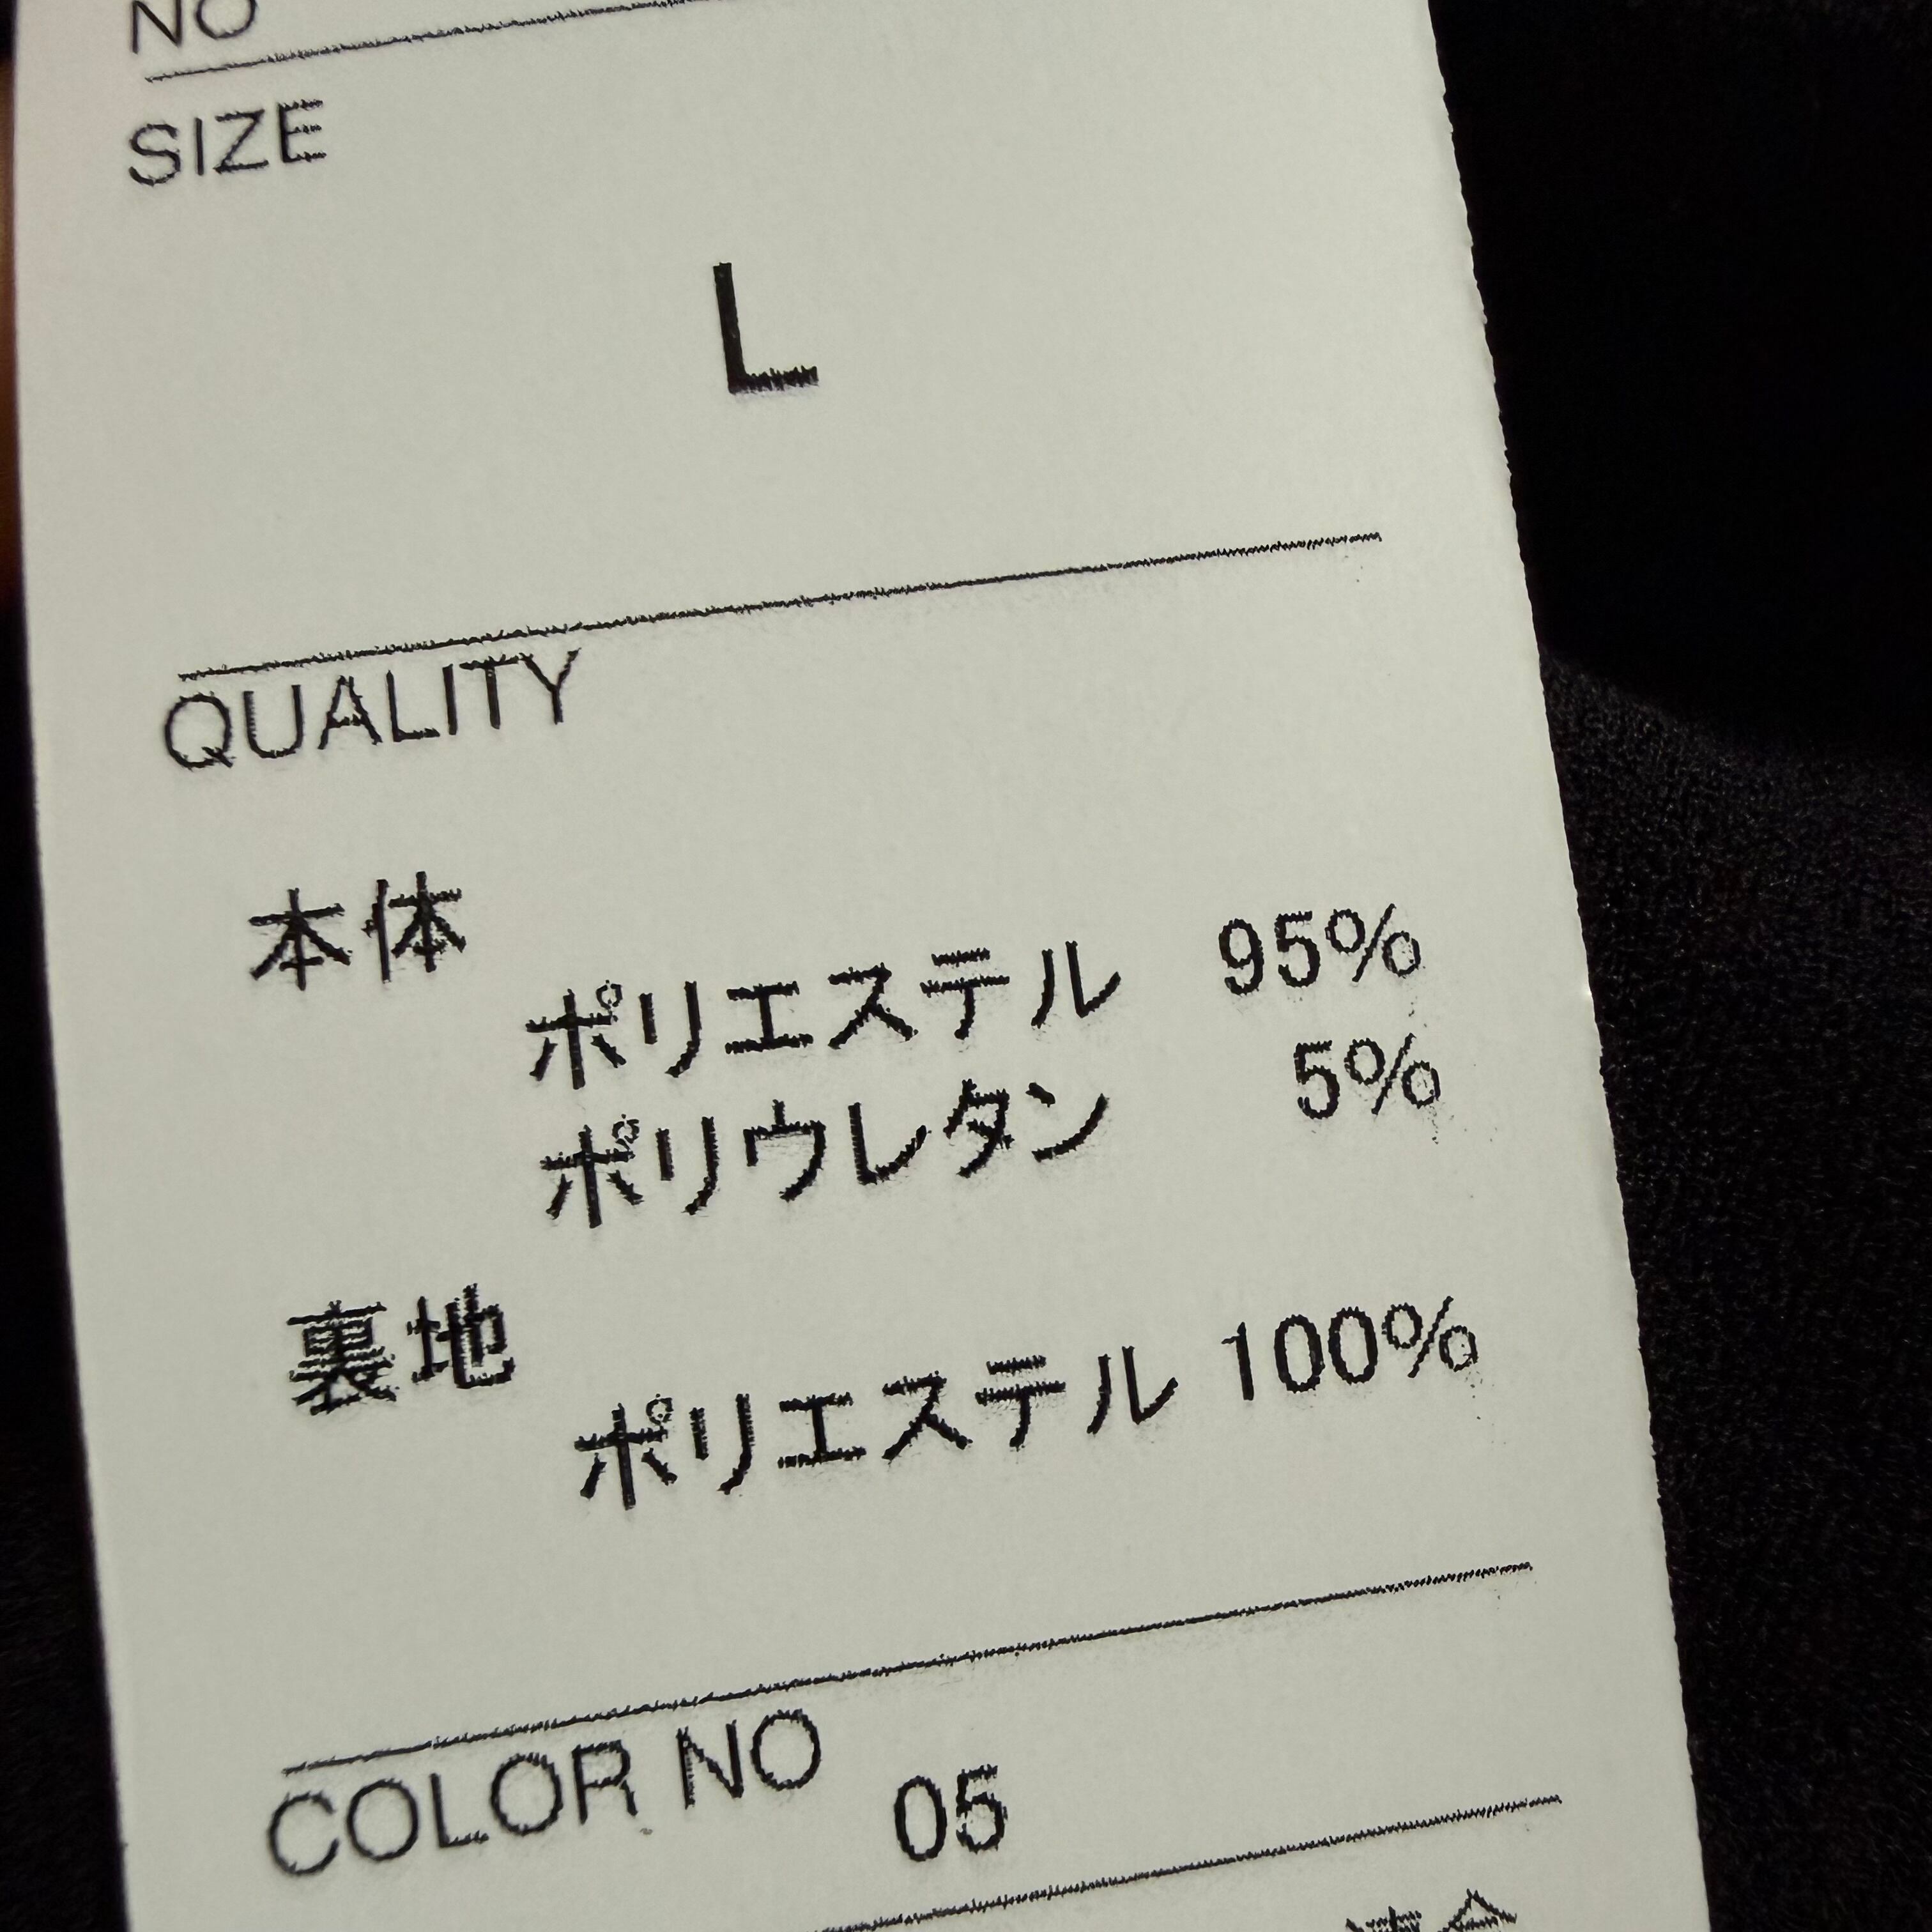 NO
SIZE
L
QUALITY
本体
ポリエステル 95%
ポリウレタン 5%
裏地
ポリエステル 100%
COLOR NO 05